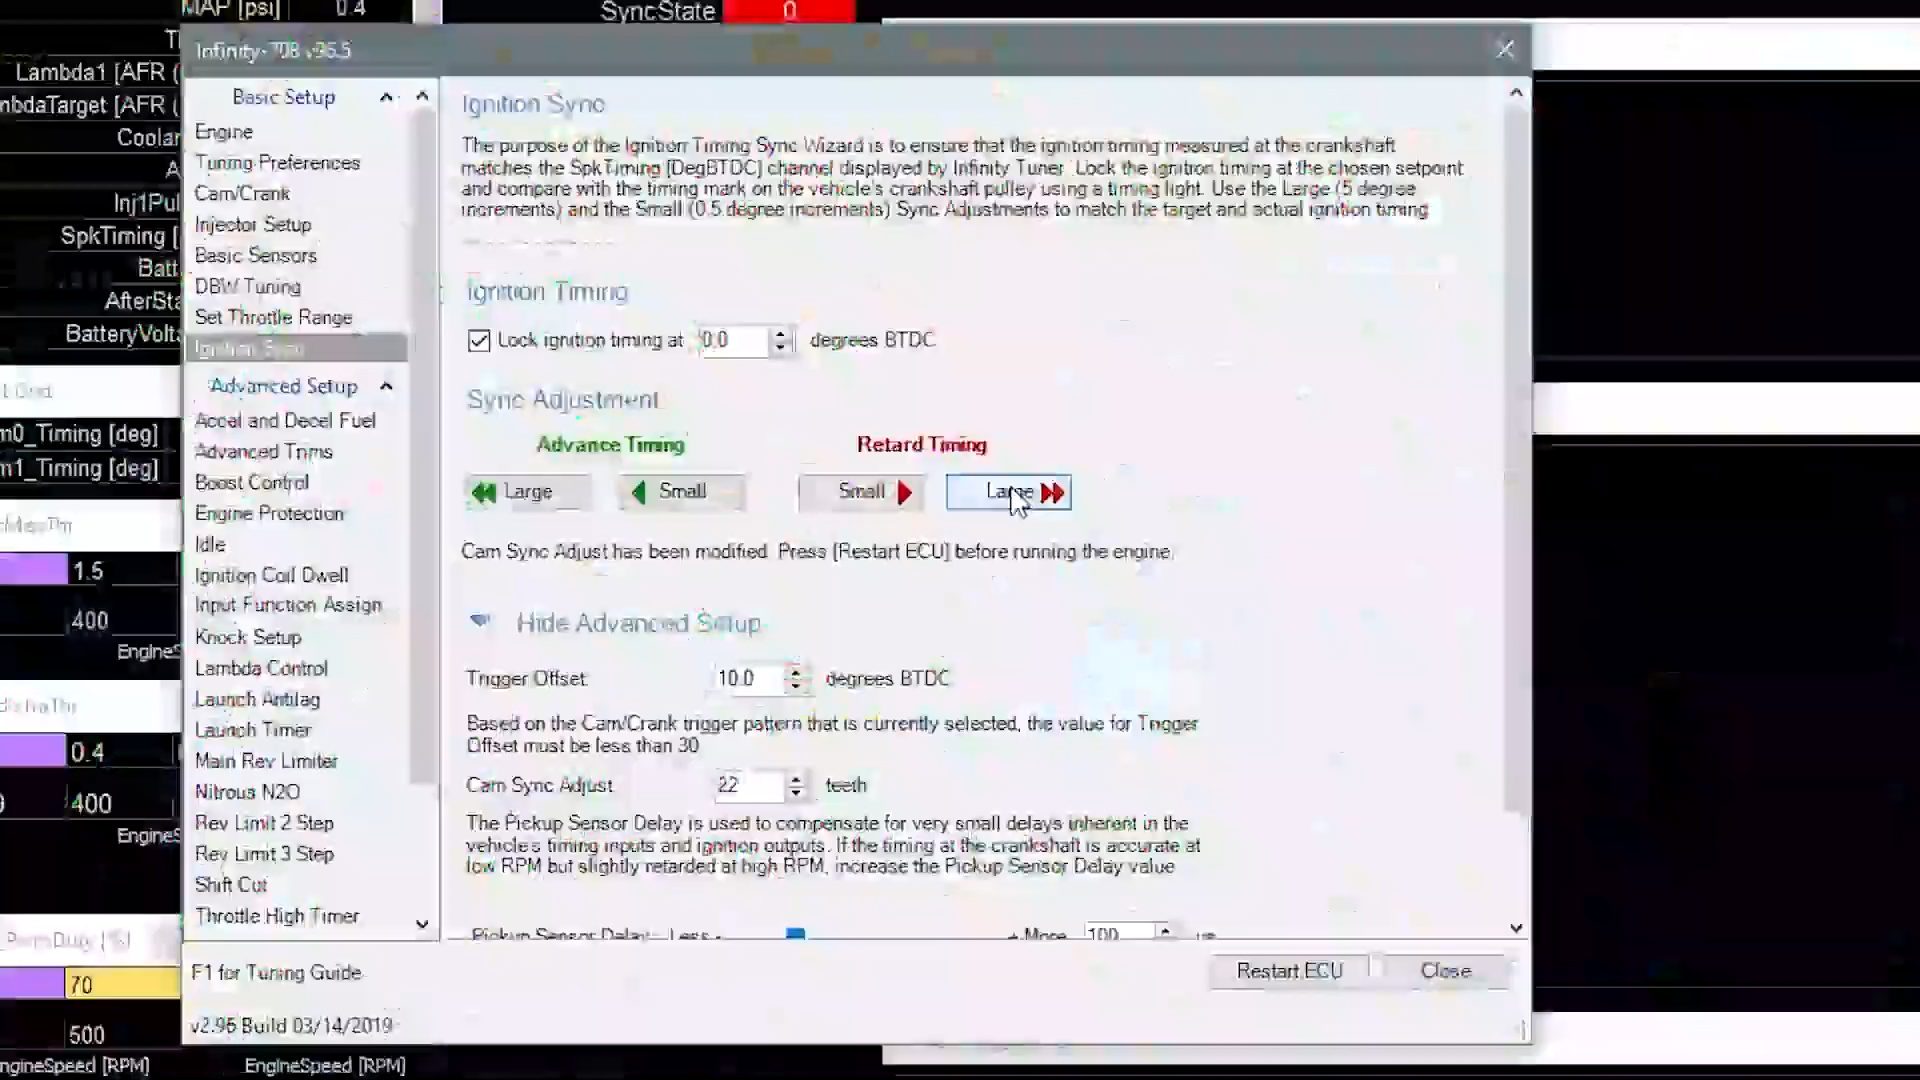 MAP [psi] 0.4
SyncState 0
Infinity-708 v96.5
Lambda1 [AFR (
mbdaTarget [AFR (
Coolan
Inj1Pul
SpkTiming [
Batt
AfterSta
BatteryVolta
m0_Timing [deg]
m1_Timing [deg]
1.5
400
EngineS
0.4
400
EngineS
70
500
ngineSpeed [RPM]
EngineSpeed [RPM]
Basic Setup
Engine
Tuning Preferences
Cam/Crank
Injector Setup
Basic Sensors
DBW Tuning
Set Throttle Range
Ignition Sync
Advanced Setup
Accel and Decel Fuel
Advanced Trims
Boost Control
Engine Protection
Idle
Ignition Coil Dwell
Input Function Assign
Knock Setup
Lambda Control
Launch Antilag
Launch Timer
Main Rev Limiter
Nitrous N2O
Rev Limit 2 Step
Rev Limit 3 Step
Shift Cut
Throttle High Timer
F1 for Tuning Guide
v2.96 Build 03/14/2019
Ignition Sync
The purpose of the Ignition Timing Sync Wizard is to ensure that the ignition timing measured at the crankshaft
matches the SpkTiming [DegBTDC] channel displayed by Infinity Tuner. Lock the ignition timing at the chosen setpoint
and compare with the timing mark on the vehicle's crankshaft pulley using a timing light. Use the Large (5 degree
increments) and the Small (0.5 degree increments) Sync Adjustments to match the target and actual ignition timing
Ignition Timing
Lock ignition timing at 0.0 degrees BTDC
Sync Adjustment
Advance Timing Retard Timing
Large Small Small Large
Cam Sync Adjust has been modified. Press [Restart ECU] before running the engine.
Hide Advanced Setup
Trigger Offset: 10.0 degrees BTDC
Based on the Cam/Crank trigger pattern that is currently selected, the value for Trigger
Offset must be less than 30
Cam Sync Adjust: 22 teeth
The Pickup Sensor Delay is used to compensate for very small delays inherent in the
vehicle's timing inputs and ignition outputs. If the timing at the crankshaft is accurate at
low RPM but slightly retarded at high RPM, increase the Pickup Sensor Delay value
Pickup Sensor Delay: Less - + More 100 us
Restart ECU Close